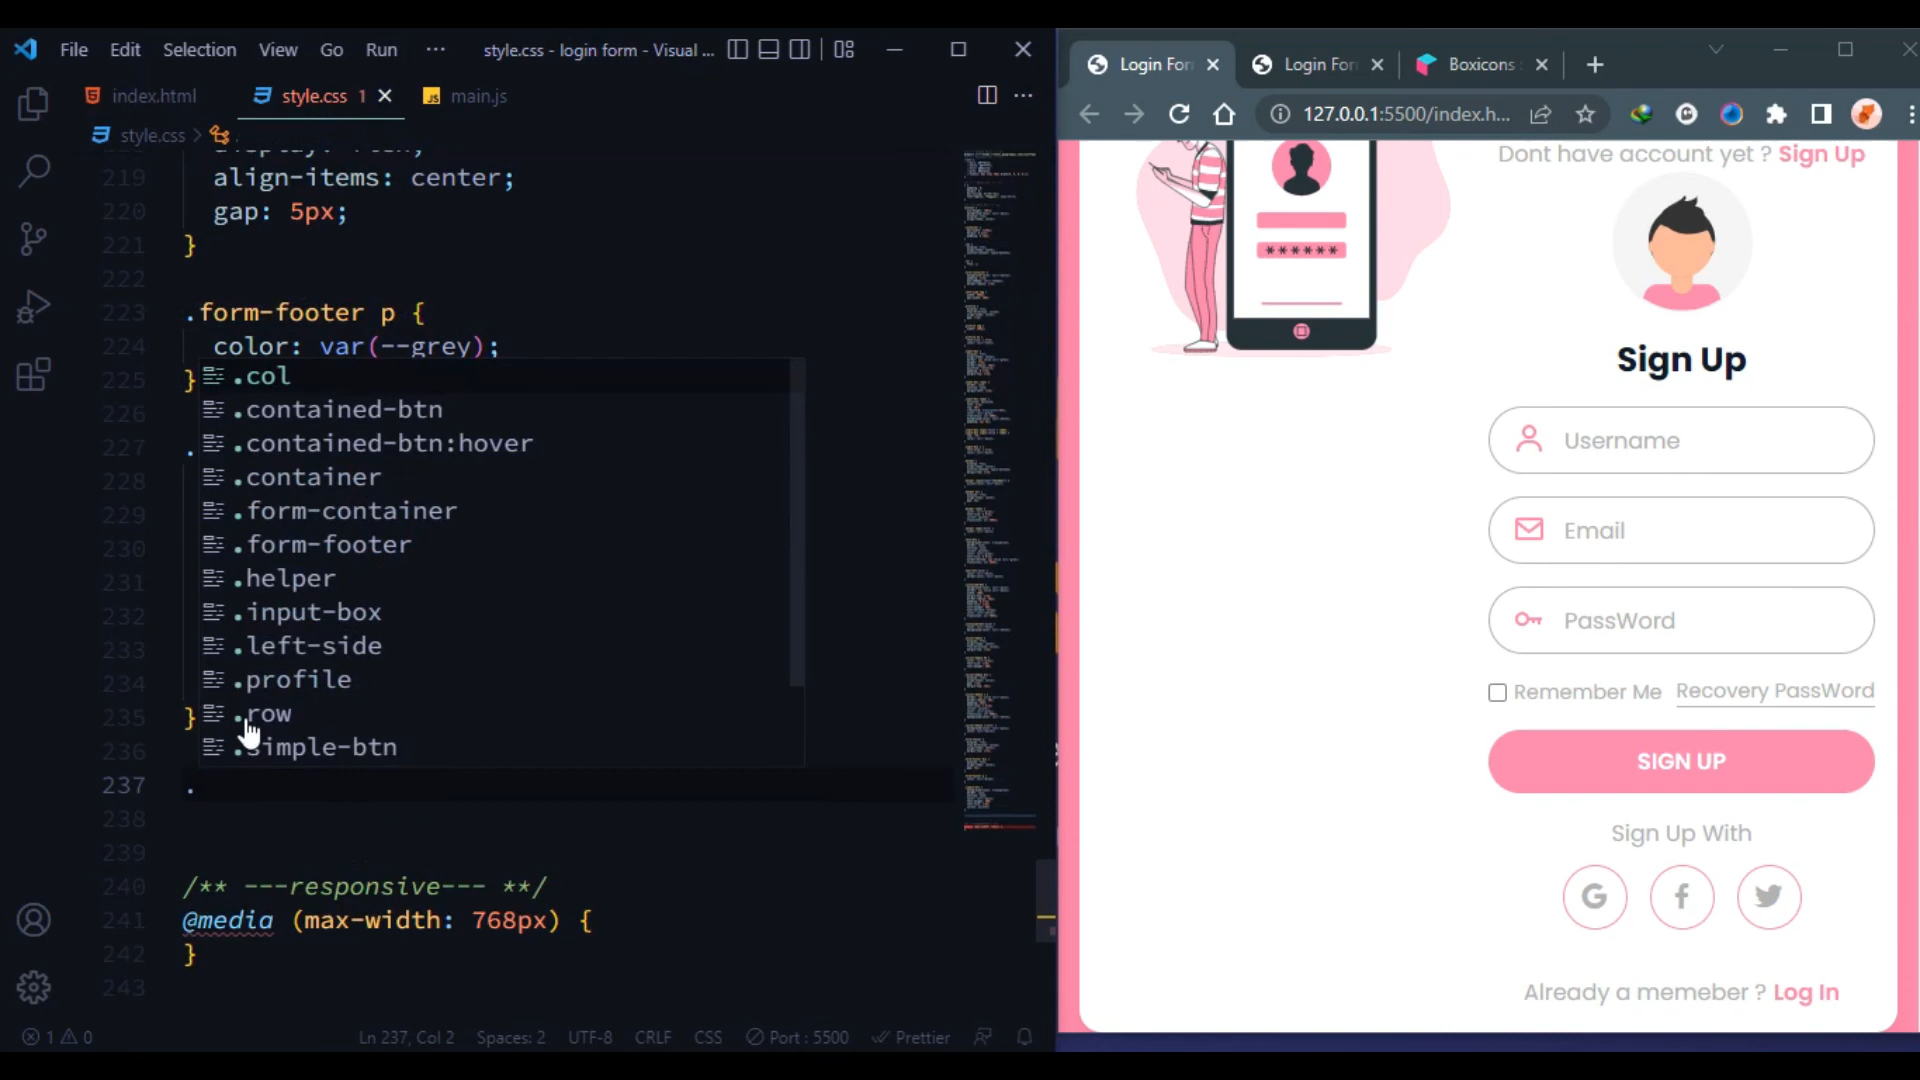 File Edit Selection View Go Run ··· style.css - login form - Visual ...
index.html style.css 1 main.js
style.css
219 align-items: center;
220 gap: 5px;
221 }
222
223 .form-footer p {
224 color: var(--grey);
225 }
226
227 .
228
229
230
231
232
233
234
235 }
236
237 .
238
239
240 /** ---responsive--- **/
241 @media (max-width: 768px) {
242 }
243
.col
.contained-btn
.contained-btn:hover
.container
.form-container
.form-footer
.helper
.input-box
.left-side
.profile
.row
.simple-btn
1 0 Ln 237, Col 2 Spaces: 2 UTF-8 CRLF CSS Port : 5500 Prettier
Login For Login For Boxicons
127.0.0.1:5500/index.h...
******
Dont have account yet ? Sign Up
Sign Up
Username
Email
PassWord
Remember Me Recovery PassWord
SIGN UP
Sign Up With
Already a memeber ? Log In